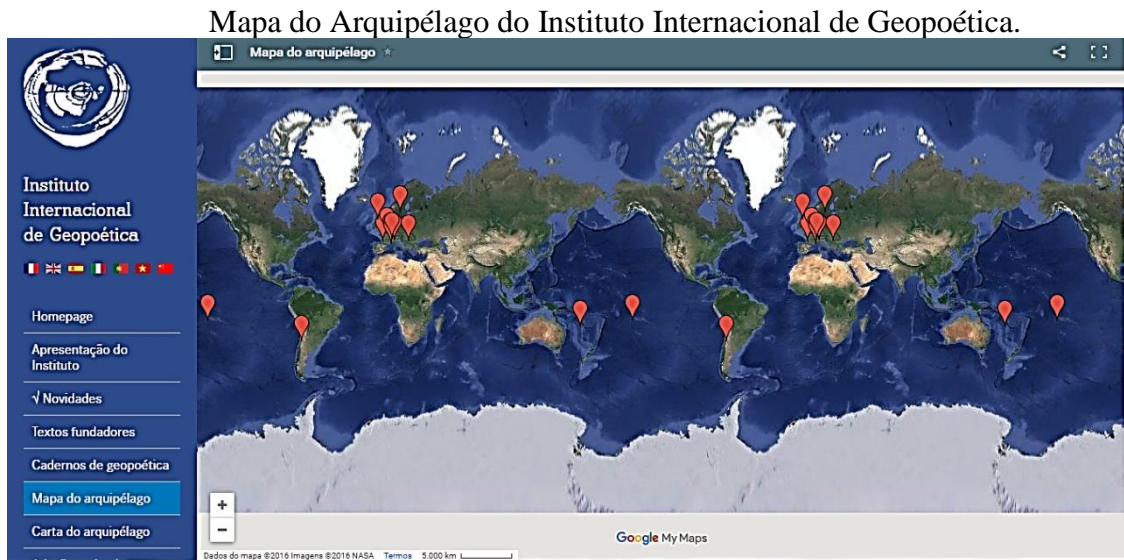 Mapa do Arquipélago do Instituto Internacional de Geopoética.
Mapa do arquipélago
Instituto
Internacional
de Geopoética
Homepage
Apresentação do
Instituto
√ Novidades
Textos fundadores
Cadernos de geopoética
Mapa do arquipélago
Carta do arquipélago
+
−
Google My Maps
Dados do mapa ©2016 Imagens ©2016 NASA Termos 5.000 km